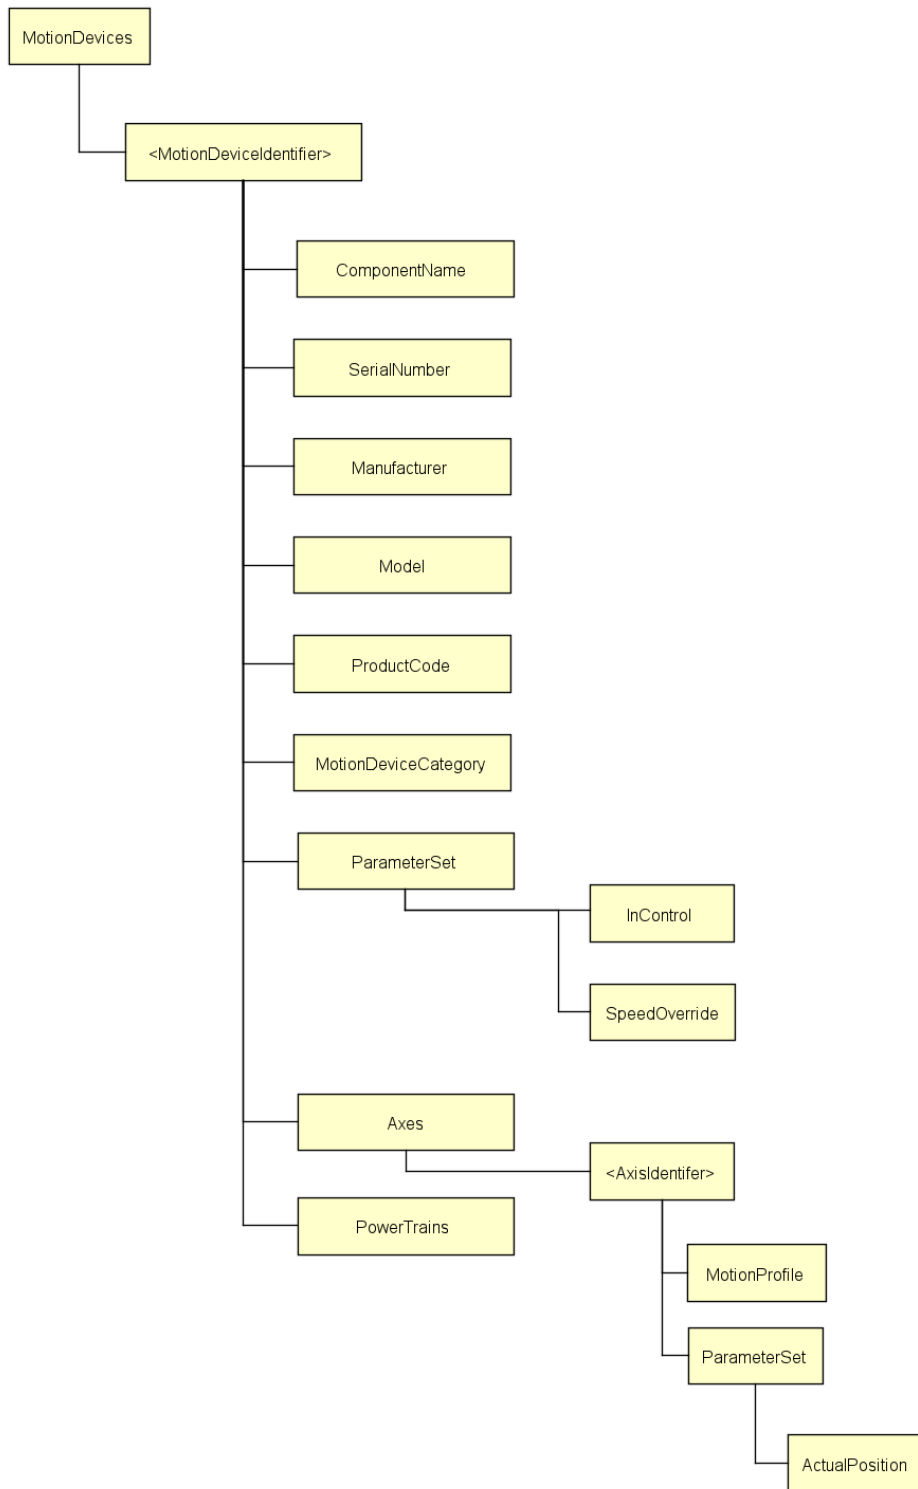 MotionDevices
<MotionDeviceIdentifier>
ComponentName
SerialNumber
Manufacturer
Model
ProductCode
MotionDeviceCategory
ParameterSet
InControl
SpeedOverride
Axes
<AxisIdentifer>
PowerTrains
MotionProfile
ParameterSet
ActualPosition